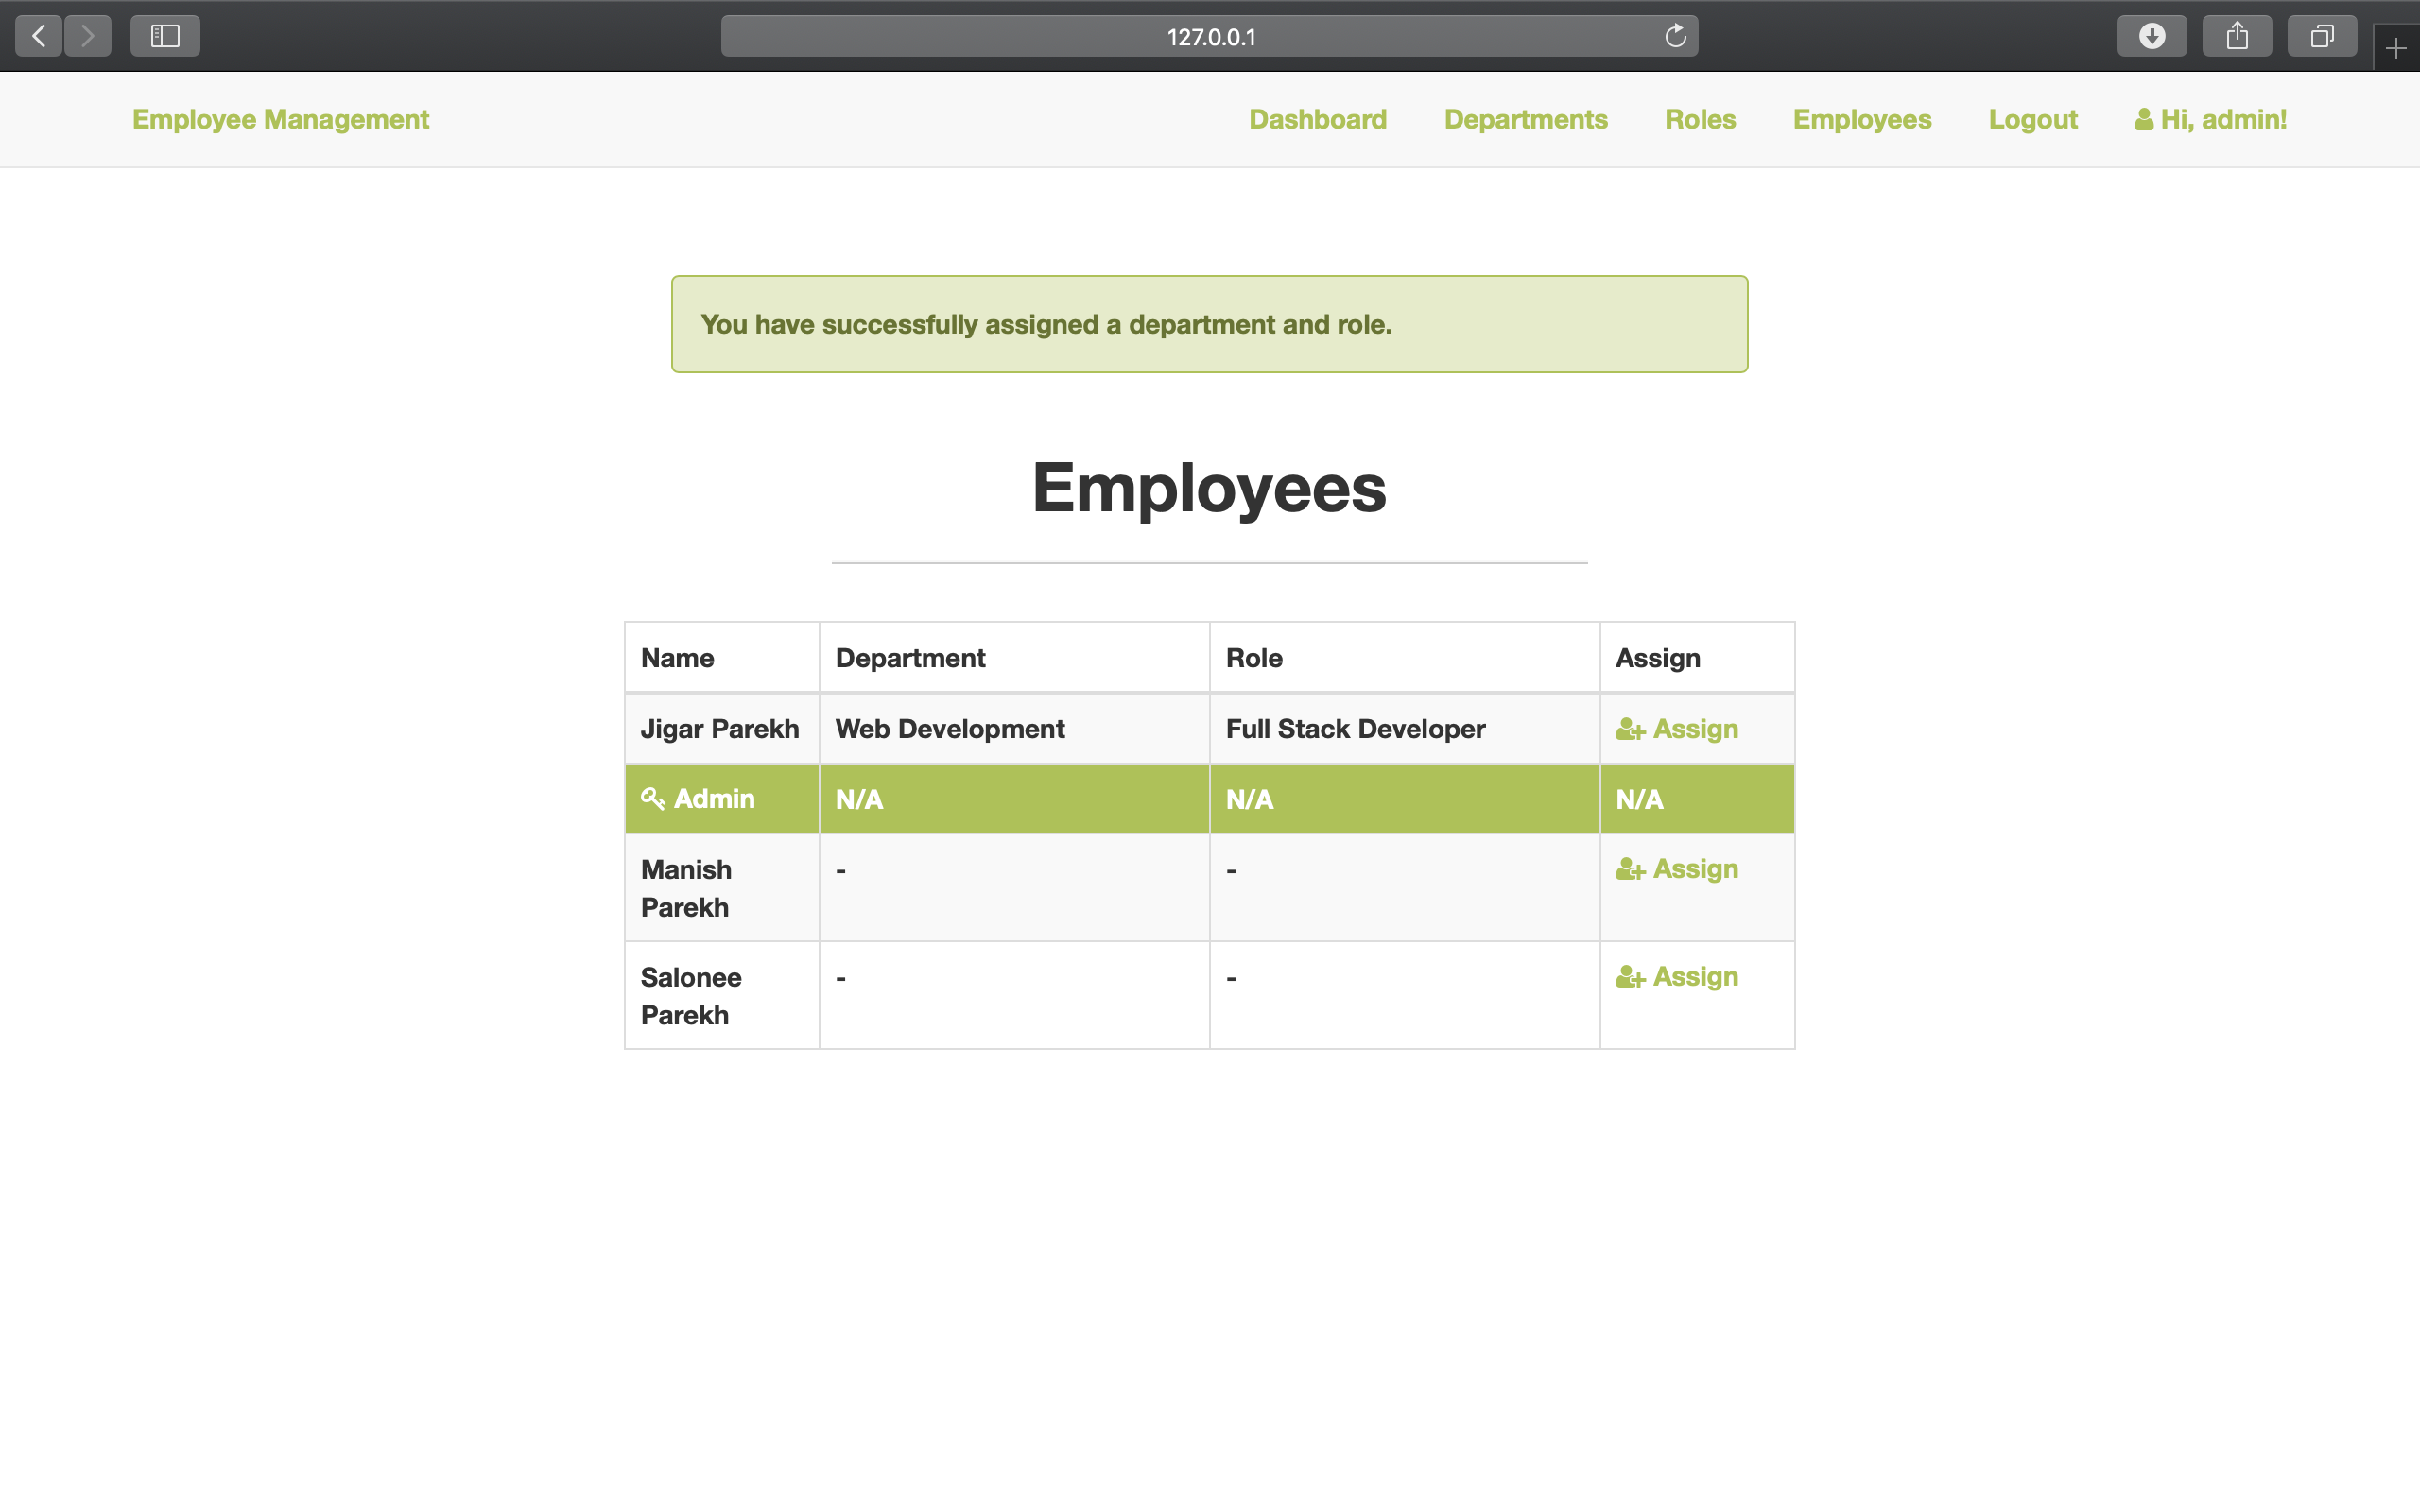 127.0.0.1
Employee Management Dashboard Departments Roles Employees Logout Hi, admin!
You have successfully assigned a department and role.
Employees
Name Department Role Assign
Jigar Parekh Web Development Full Stack Developer Assign
Admin N/A N/A N/A
Manish - - Assign
Parekh
Salonee - - Assign
Parekh